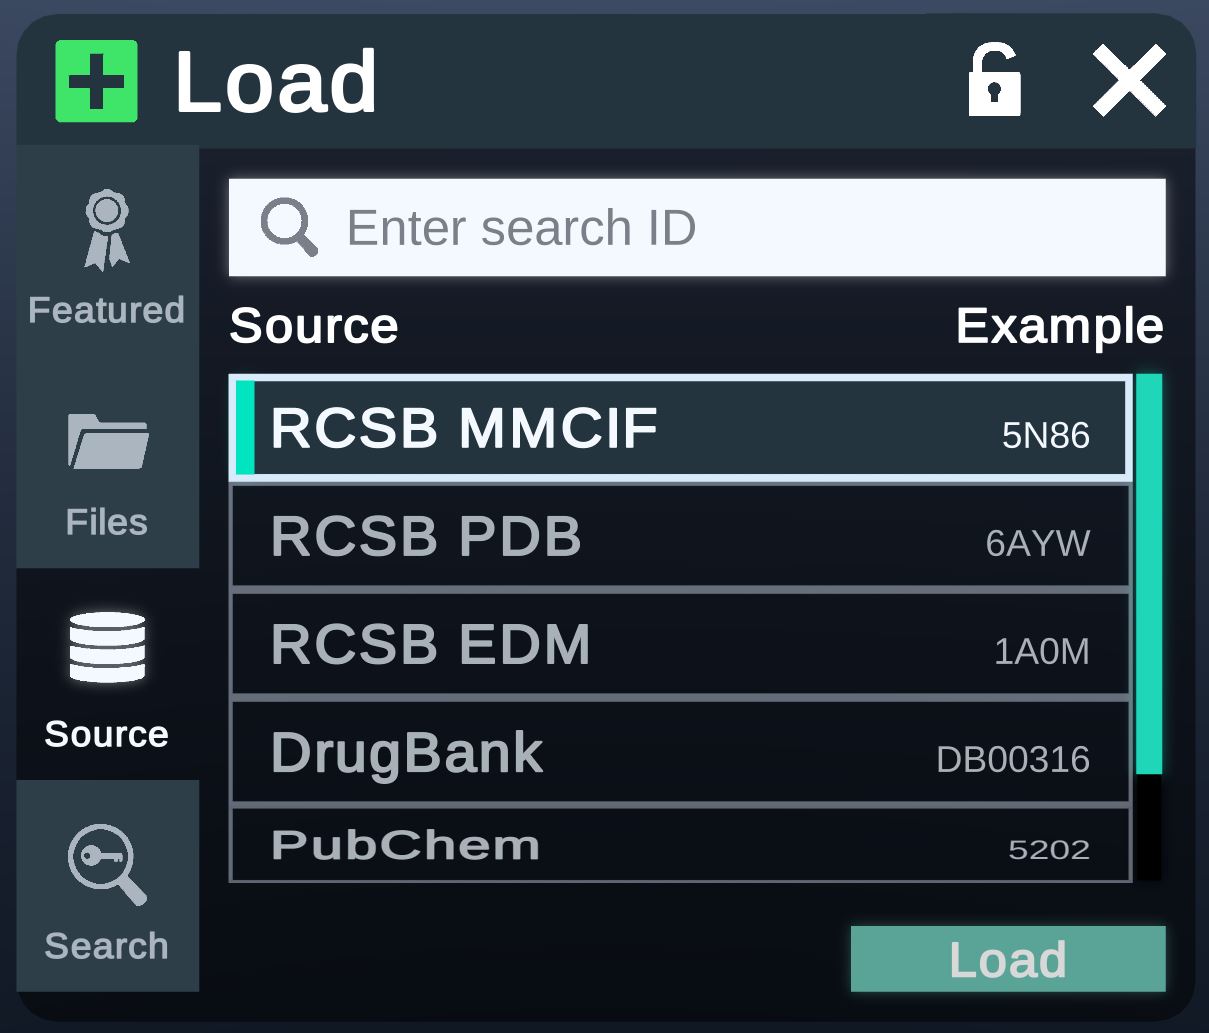 Load
Enter search ID
Featured
Source Example
RCSB MMCIF 5N86
Files
RCSB PDB 6AYW
RCSB EDM 1A0M
Source
DrugBank DB00316
PubChem 5202
Search
Load